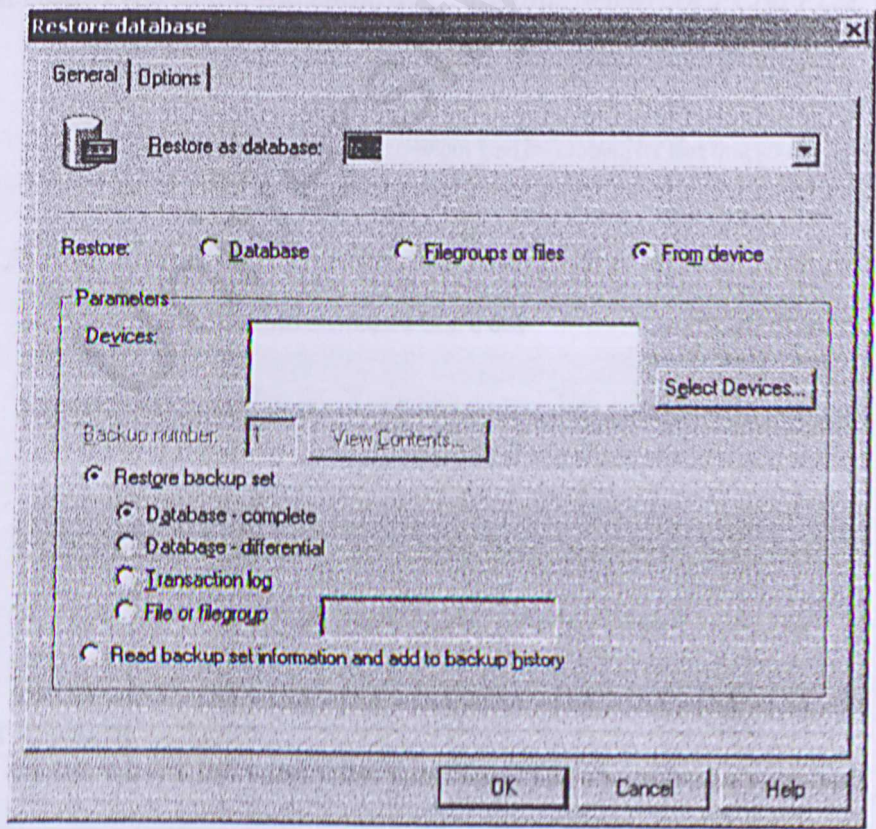 Restore database
General Options
Restore as database:
Restore: Database Filegroups or files From device
Parameters
Devices:
Select Devices...
Backup number: 1 View Contents...
Restore backup set
Database - complete
Database - differential
Transaction log
File or filegroup
Read backup set information and add to backup history
OK Cancel Help